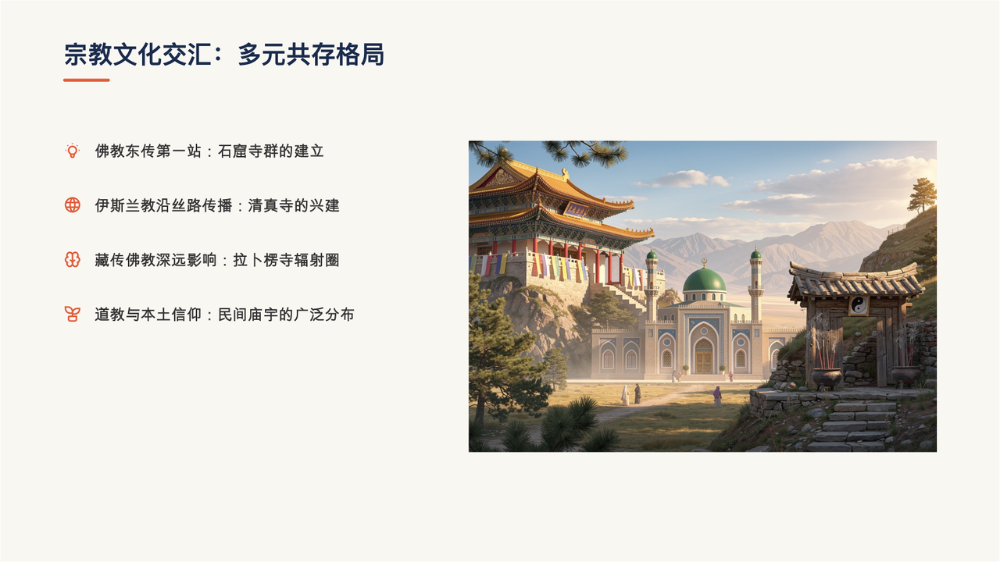 宗教文化交汇：多元共存格局
佛教东传第一站：石窟寺群的建立
伊斯兰教沿丝路传播：清真寺的兴建
藏传佛教深远影响：拉卜楞寺辐射圈
道教与本土信仰：民间庙宇的广泛分布